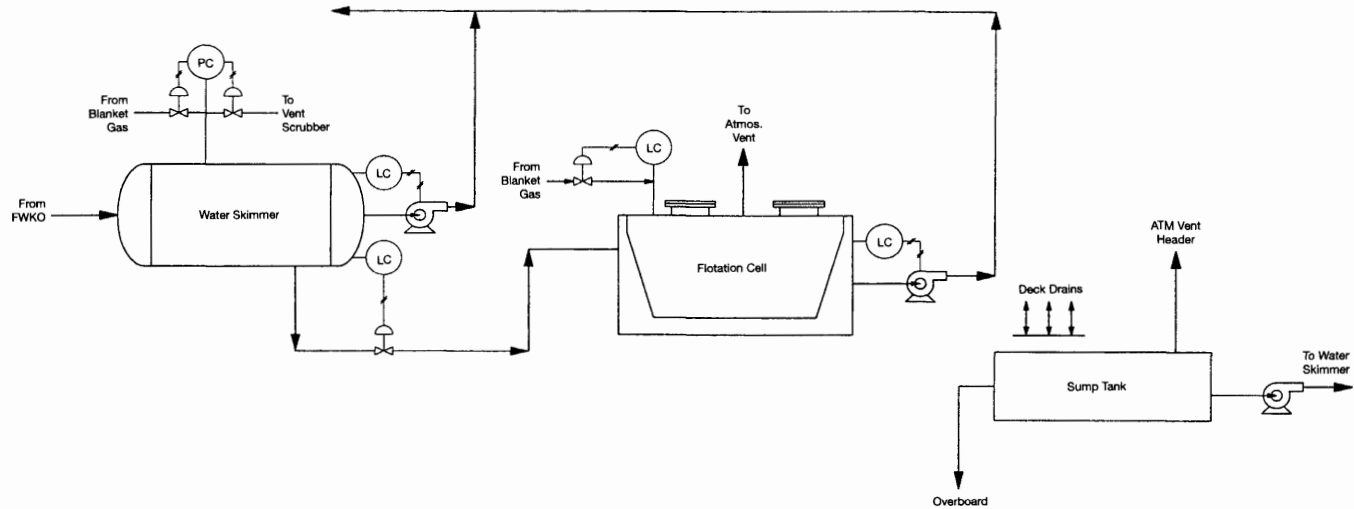 PC
From
Blanket
Gas
To
Vent
Scrubber
LC
From
FWKO
Water Skimmer
LC
To
Atmos.
Vent
LC
From
Blanket
Gas
Flotation Cell
LC
ATM Vent
Header
Deck Drains
Sump Tank
To Water
Skimmer
Overboard